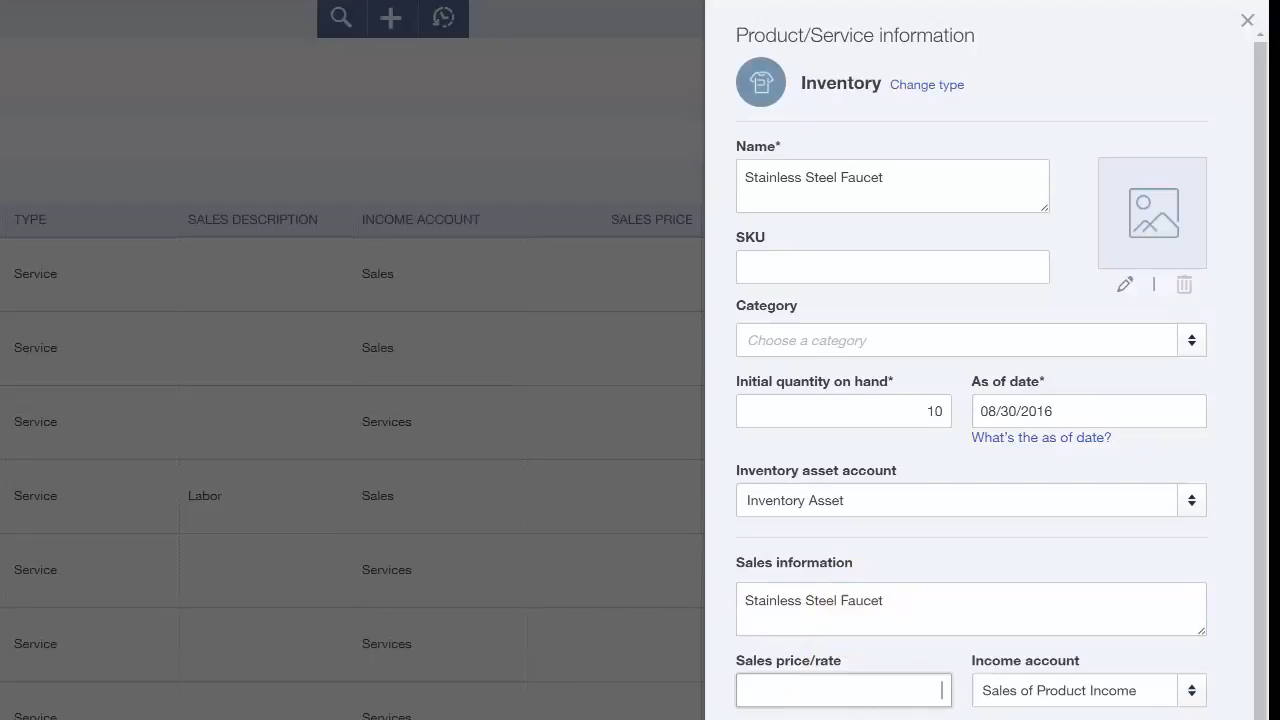 TYPE SALES DESCRIPTION INCOME ACCOUNT SALES PRICE
Service Sales
Service Sales
Service Services
Service Labor Sales
Service Services
Service Services
Service Services
Product/Service information
Inventory Change type
Name*
Stainless Steel Faucet
SKU
Category
Choose a category
Initial quantity on hand* As of date*
10 08/30/2016
What's the as of date?
Inventory asset account
Inventory Asset
Sales information
Stainless Steel Faucet
Sales price/rate Income account
Sales of Product Income